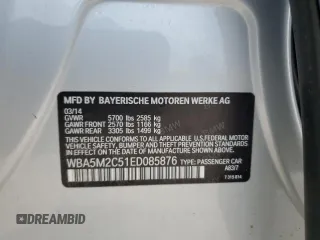 MFD BY BAYERISCHE MOTOREN WERKE AG
03/14
GVWR 5700 lbs 2585 kg
GAWR FRONT 2570 lbs 1166 kg
GAWR REAR 3305 lbs 1499 kg
THIS VEHICLE CONFORMS TO ALL APPLICABLE U.S. FEDERAL MOTOR
VEHICLE SAFETY, BUMPER, AND THEFT PREVENTION STANDARDS
IN EFFECT ON THE DATE OF MANUFACTURE SHOWN ABOVE.
WBA5M2C51ED085876 TYPE: PASSENGER CAR
A83/7
DREAMBID